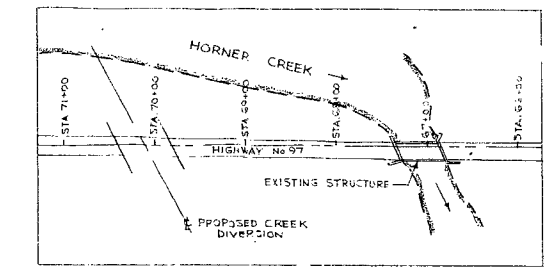 HORNER CREEK
STA. 71+00
STA. 70+00
STA. 69+00
STA. 68+00
67+00
STA. 66+00
HIGHWAY No 97
EXISTING STRUCTURE
℄ PROPOSED CREEK
DIVERSION